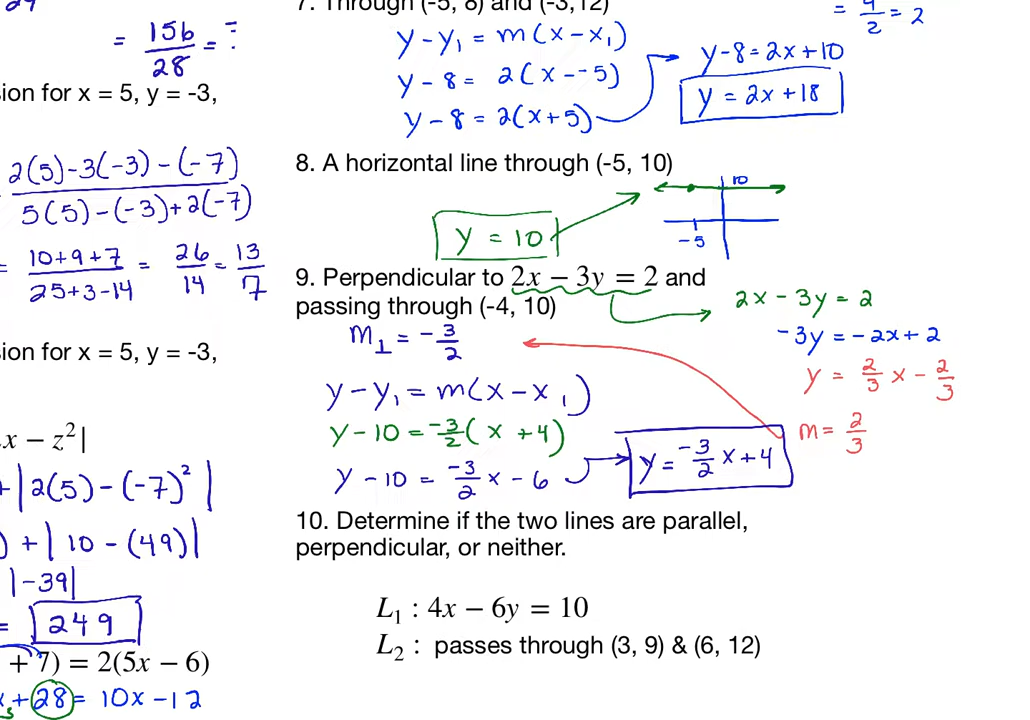 = 156/28 = ?
sion for x = 5, y = -3,
2(5)-3(-3)-(-7) / 5(5)-(-3)+2(-7)
= 10+9+7 / 25+3-14 = 26/14 = 13/7
sion for x = 5, y = -3,
x − z²|
+|2(5)-(-7)²|
) +|10-(49)|
|-39|
= 249
+ 7) = 2(5x − 6)
+28 = 10x-12
7. Through (-5, 8) and (-3,12)
= 4/2 = 2
y-y₁ = m(x-x₁)
y-8 = 2(x--5)
y-8 = 2(x+5)
y-8=2x+10
y = 2x+18
8. A horizontal line through (-5, 10)
10
-5
y = 10
9. Perpendicular to 2x − 3y = 2 and
passing through (-4, 10)
2x-3y=2
-3y=-2x+2
y = 2/3 x - 2/3
m = 2/3
m⊥ = -3/2
y-y₁ = m(x-x₁)
y-10 = -3/2(x+4)
y-10 = -3/2 x - 6
y = -3/2 x+4
10. Determine if the two lines are parallel,
perpendicular, or neither.
L₁ : 4x − 6y = 10
L₂ : passes through (3, 9) & (6, 12)